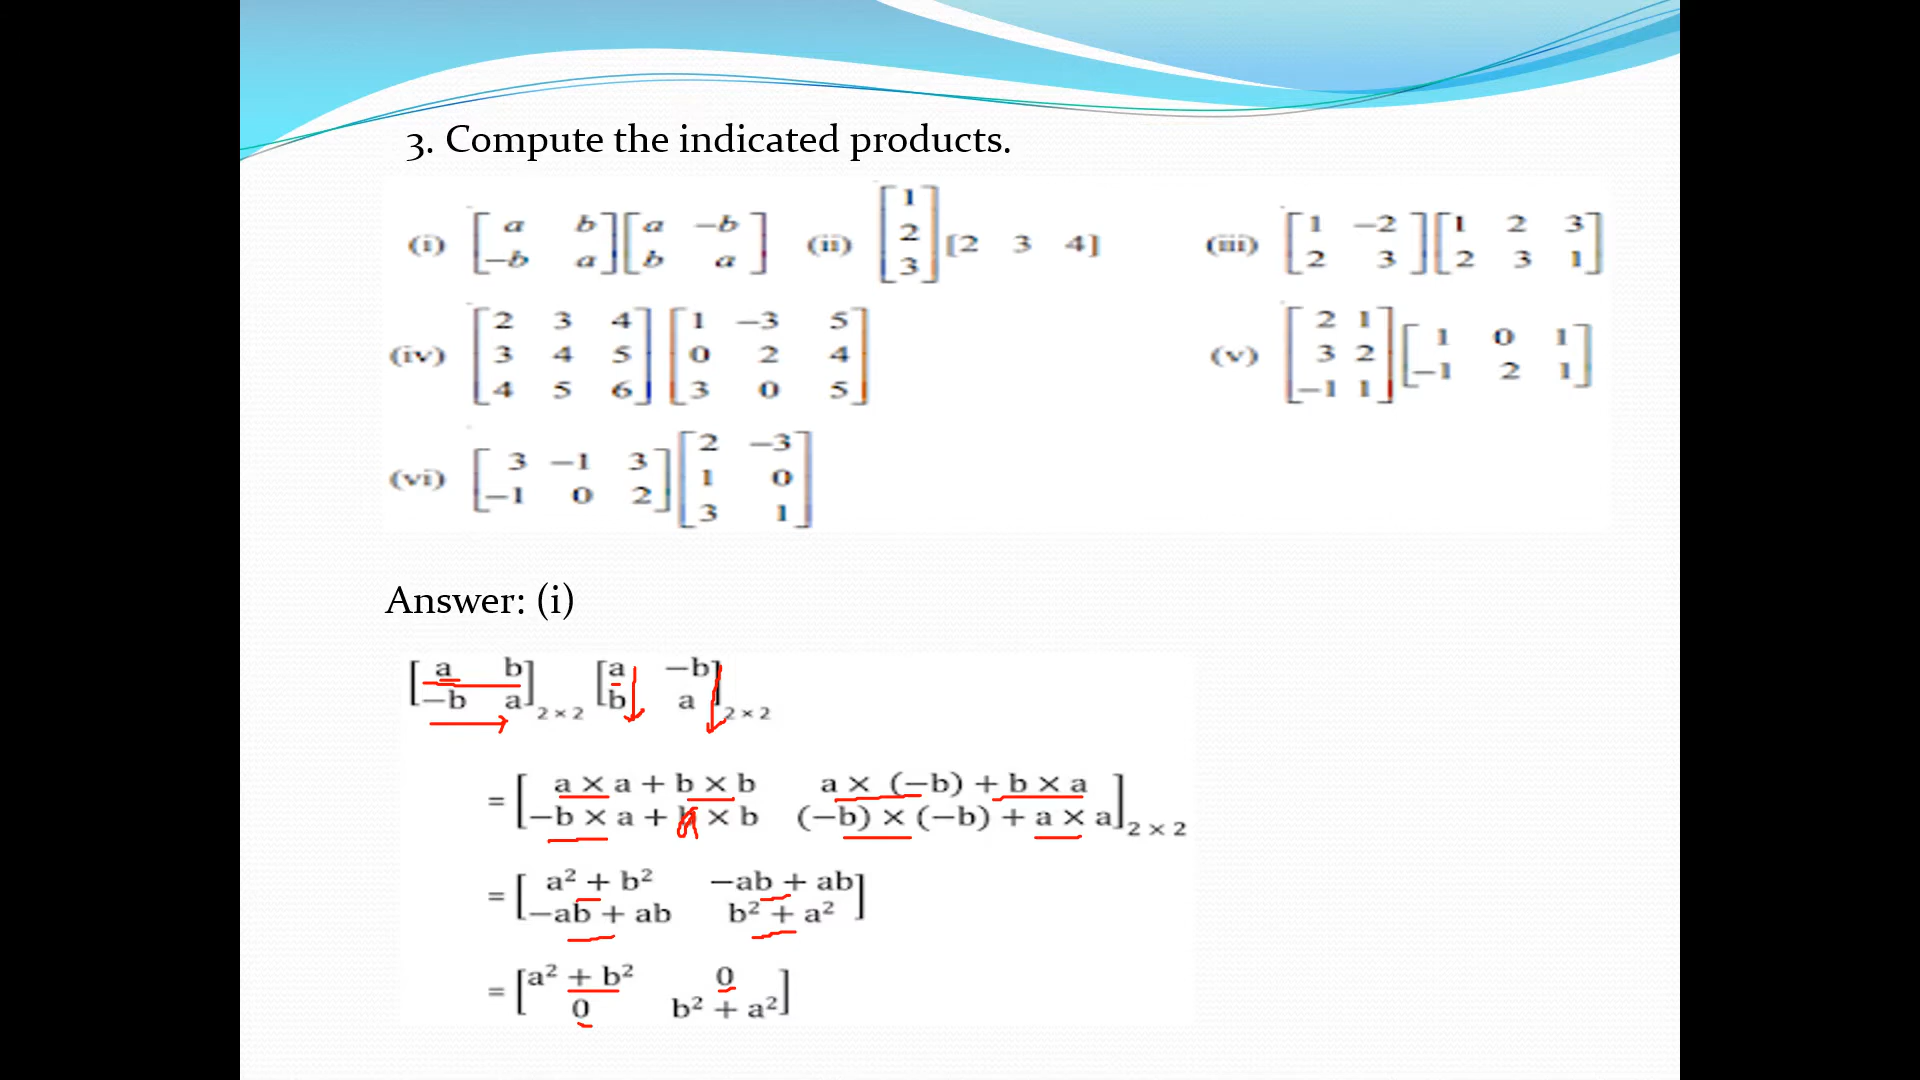 3. Compute the indicated products.
(i) [a b] [a −b] (ii) [1] [2 3 4] (iii) [1 −2] [1 2 3]
[−b a] [b a] [2] [2 3] [2 3 1]
[3]
(iv) [2 3 4] [1 −3 5] (v) [2 1] [1 0 1]
[3 4 5] [0 2 4] [3 2] [−1 2 1]
[4 5 6] [3 0 5] [−1 1]
(vi) [3 −1 3] [2 −3]
[−1 0 2] [1 0]
[3 1]
Answer: (i)
[a b] [a −b]
[−b a]2 × 2 [b a]2 × 2
= [a × a + b × b a × (−b) + b × a]
[−b × a + a × b (−b) × (−b) + a × a]2 × 2
= [a² + b² −ab + ab]
[−ab + ab b² + a²]
= [a² + b² 0]
[0 b² + a²]